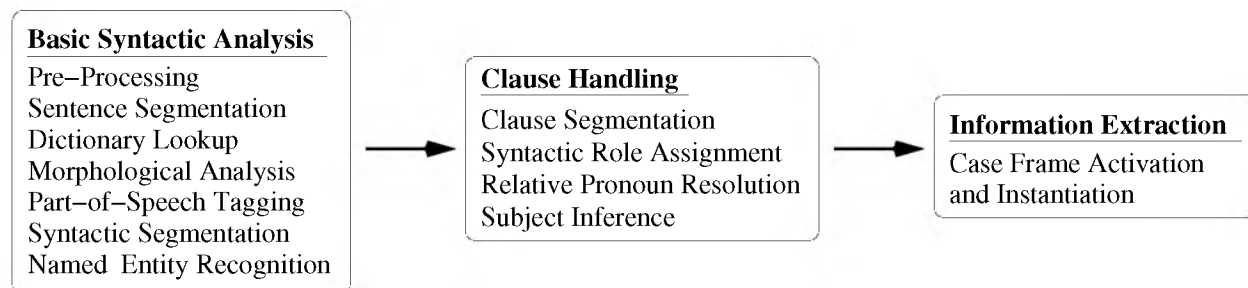 Basic Syntactic Analysis
Pre−Processing
Sentence Segmentation
Dictionary Lookup
Morphological Analysis
Part−of−Speech Tagging
Syntactic Segmentation
Named Entity Recognition
Clause Handling
Clause Segmentation
Syntactic Role Assignment
Relative Pronoun Resolution
Subject Inference
Information Extraction
Case Frame Activation
and Instantiation